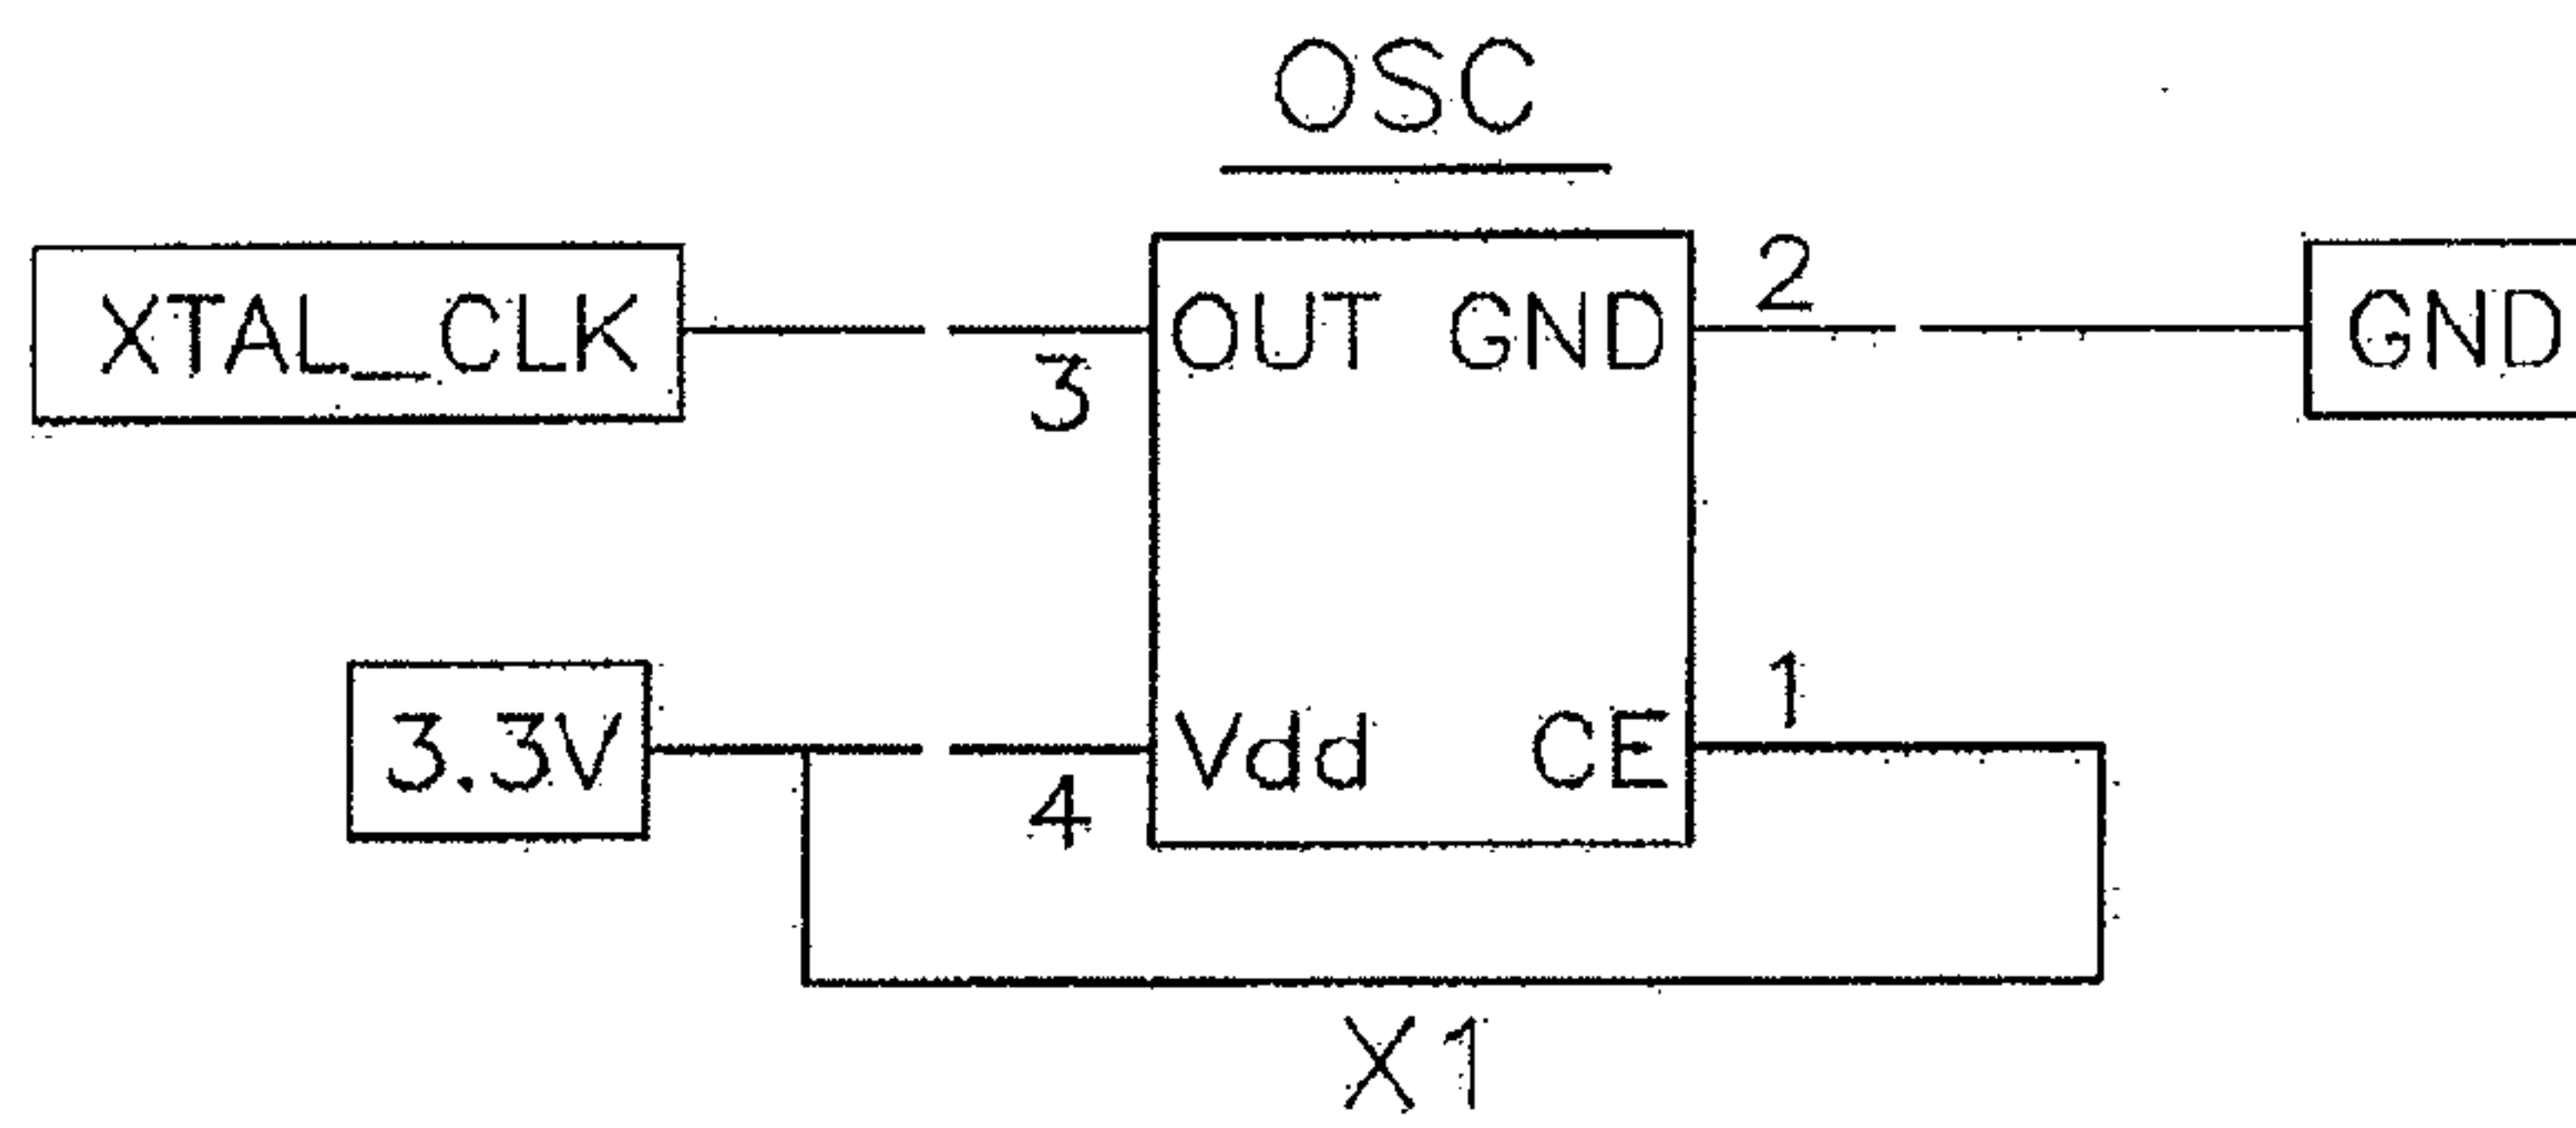 OSC
XTAL_CLK
3
OUT GND
2
GND
3.3V
4
Vdd CE
1
X1